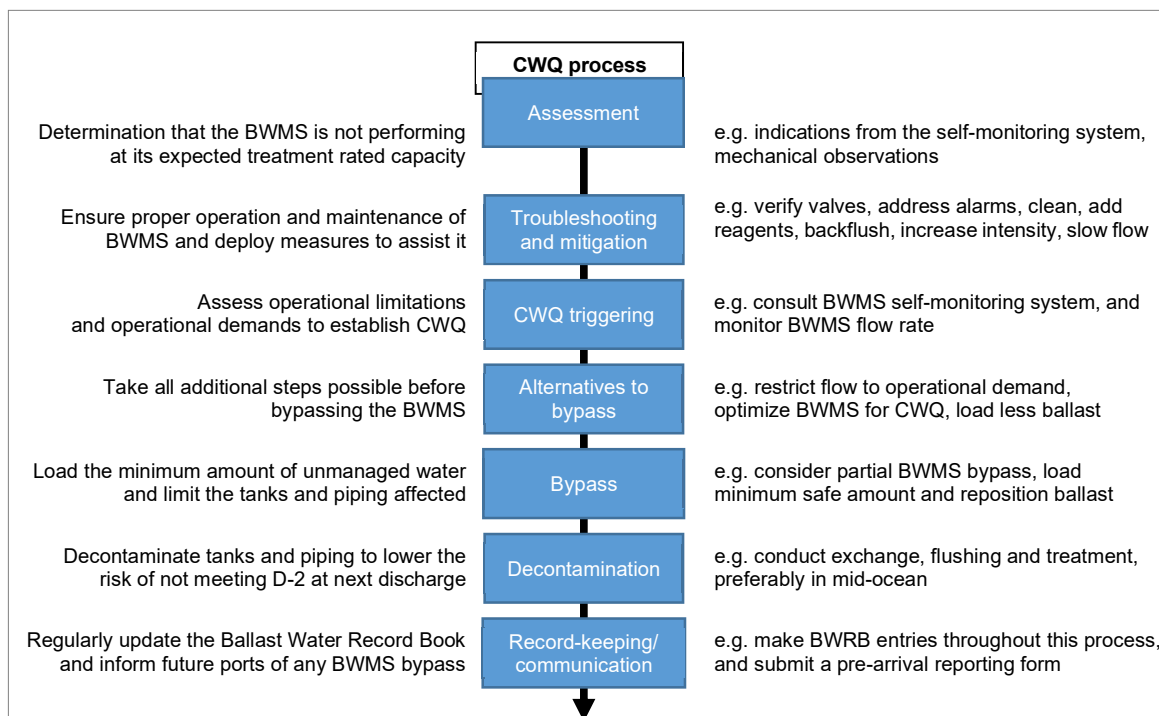 CWQ process
Assessment
Determination that the BWMS is not performing
at its expected treatment rated capacity
e.g. indications from the self-monitoring system,
mechanical observations
Ensure proper operation and maintenance of
BWMS and deploy measures to assist it
Troubleshooting
and mitigation
e.g. verify valves, address alarms, clean, add
reagents, backflush, increase intensity, slow flow
Assess operational limitations
and operational demands to establish CWQ
CWQ triggering
e.g. consult BWMS self-monitoring system, and
monitor BWMS flow rate
Take all additional steps possible before
bypassing the BWMS
Alternatives to
bypass
e.g. restrict flow to operational demand,
optimize BWMS for CWQ, load less ballast
Load the minimum amount of unmanaged water
and limit the tanks and piping affected
Bypass
e.g. consider partial BWMS bypass, load
minimum safe amount and reposition ballast
Decontaminate tanks and piping to lower the
risk of not meeting D-2 at next discharge
Decontamination
e.g. conduct exchange, flushing and treatment,
preferably in mid-ocean
Regularly update the Ballast Water Record Book
and inform future ports of any BWMS bypass
Record-keeping/
communication
e.g. make BWRB entries throughout this process,
and submit a pre-arrival reporting form